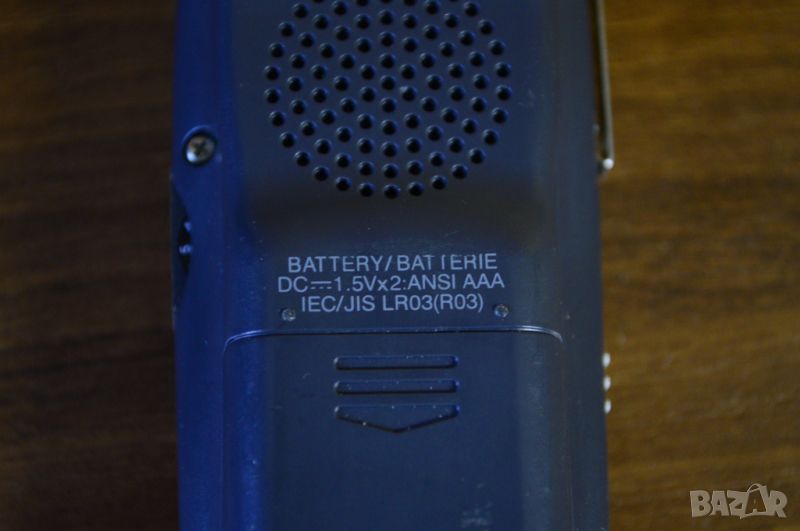 BATTERY/BATTERIE
DC⎓1.5Vx2:ANSI AAA
IEC/JIS LR03(R03)
BAZAR